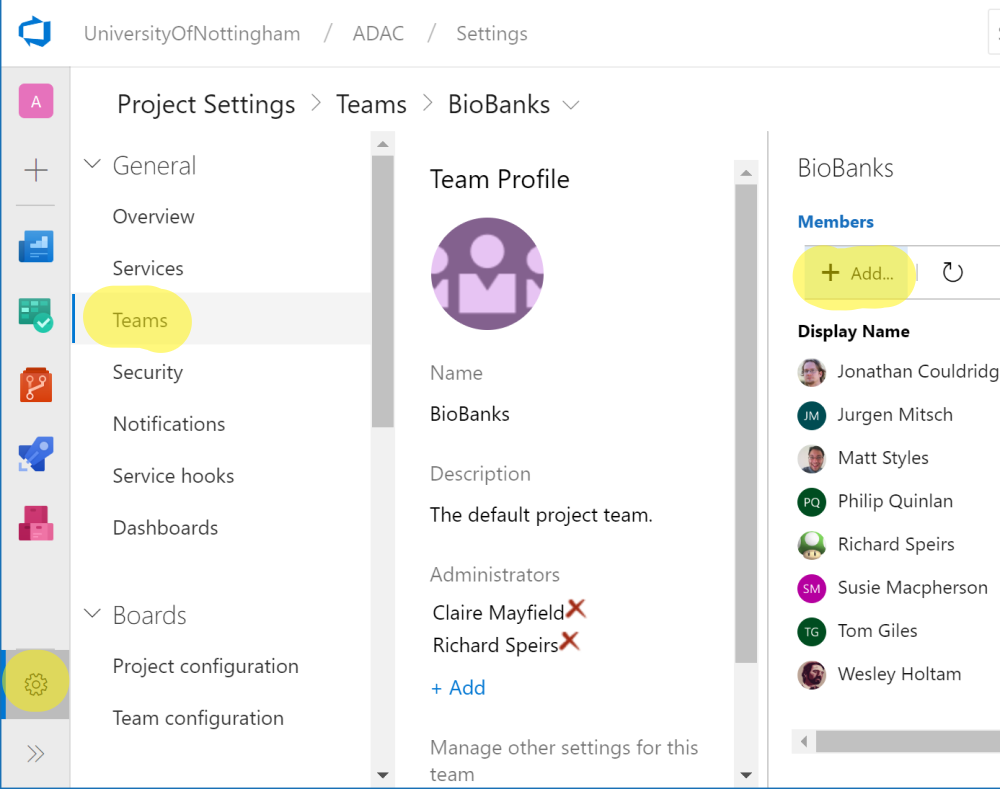 UniversityOfNottingham / ADAC / Settings
A
Project Settings > Teams > BioBanks
General
Overview
Services
Teams
Security
Notifications
Service hooks
Dashboards
Boards
Project configuration
Team configuration
Team Profile
Name
BioBanks
Description
The default project team.
Administrators
Claire Mayfield
Richard Speirs
+ Add
Manage other settings for this
team
BioBanks
Members
+ Add...
Display Name
Jonathan Couldridg
JM Jurgen Mitsch
Matt Styles
PQ Philip Quinlan
Richard Speirs
SM Susie Macpherson
TG Tom Giles
Wesley Holtam